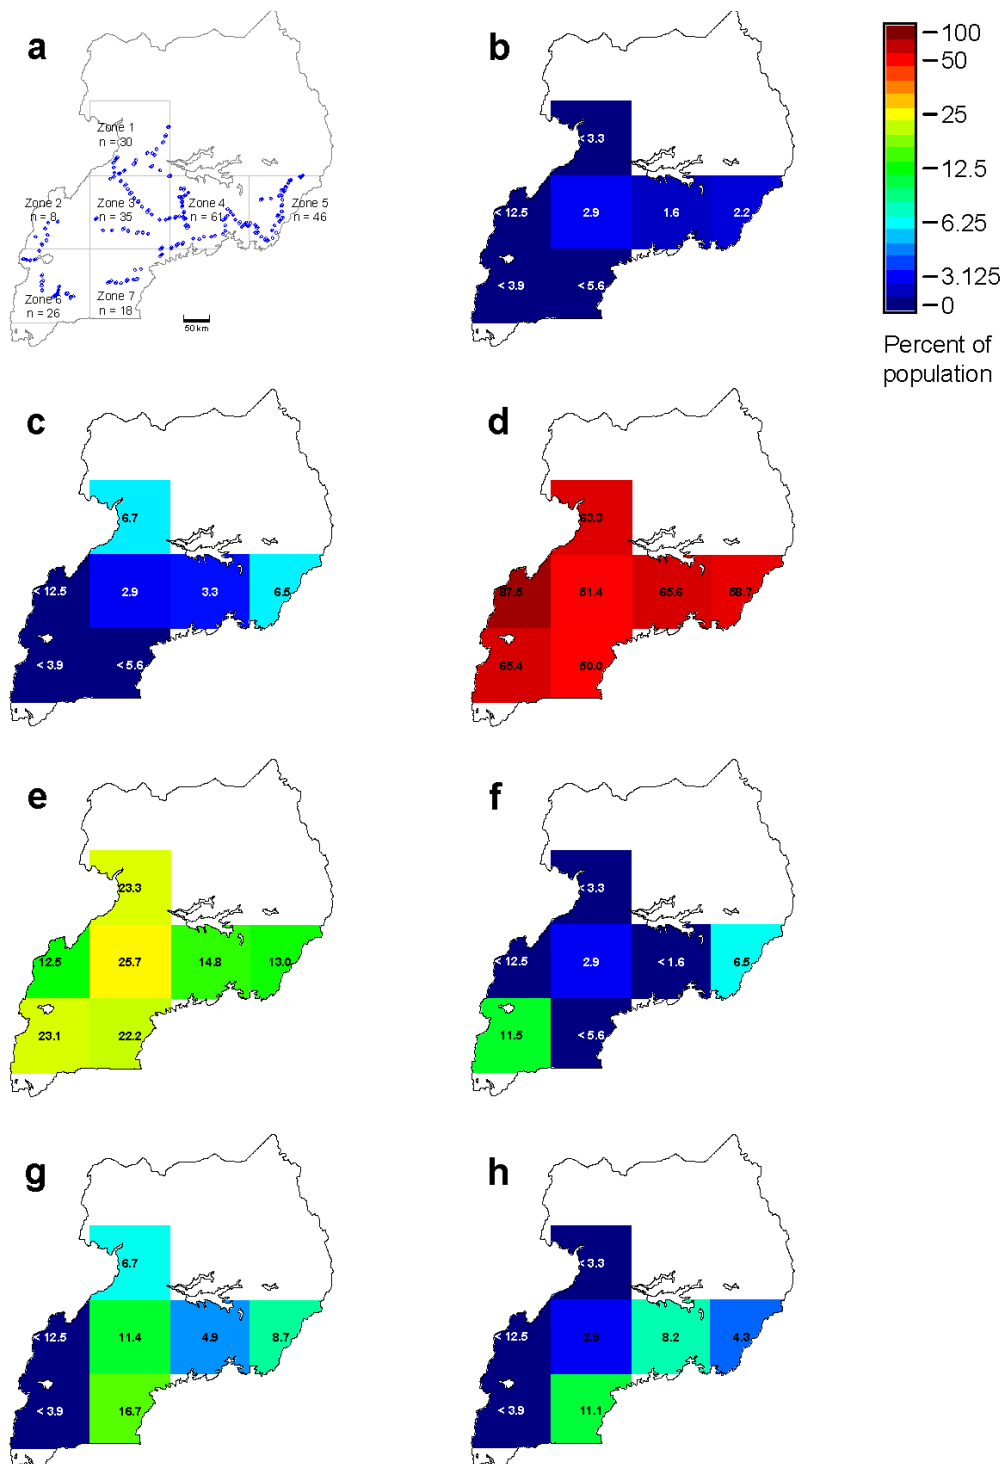 a
Zone 1
n = 30
Zone 2
n = 8
Zone 3
n = 35
Zone 4
n = 61
Zone 5
n = 46
Zone 6
n = 26
Zone 7
n = 18
50 km
b
< 3.3
< 12.5 2.9 1.6 2.2
< 3.9 < 5.6
100
50
25
12.5
6.25
3.125
0
Percent of
population
c
6.7
< 12.5 2.9 3.3 6.5
< 3.9 < 5.6
d
63.3
87.5 51.4 65.6 58.7
65.4 50.0
e
23.3
12.5 25.7 14.8 13.0
23.1 22.2
f
< 3.3
< 12.5 2.9 < 1.6 6.5
11.5 < 5.6
g
6.7
< 12.5 11.4 4.9 8.7
< 3.9 16.7
h
< 3.3
< 12.5 2.9 8.2 4.3
< 3.9 11.1